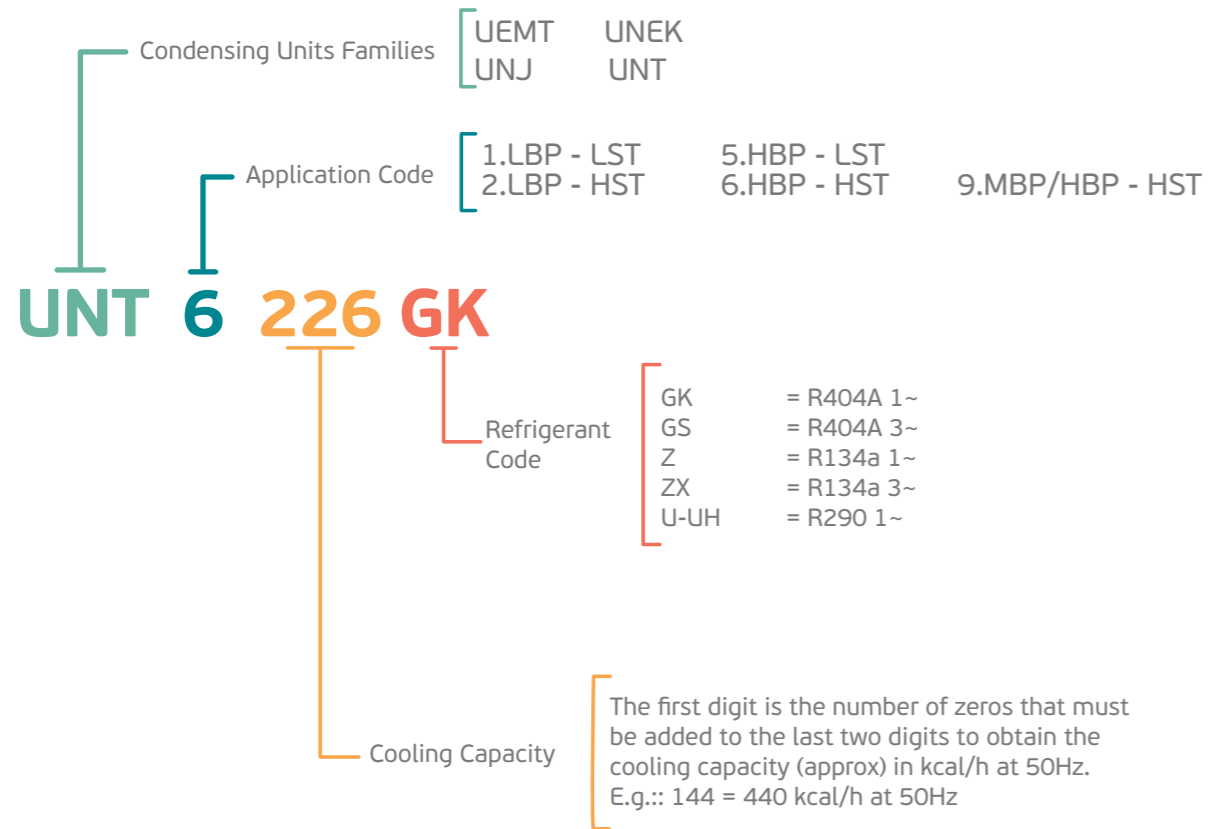 Condensing Units Families
UEMT UNEK
UNJ UNT
Application Code
1.LBP - LST 5.HBP - LST
2.LBP - HST 6.HBP - HST 9.MBP/HBP - HST
UNT 6 226 GK
Refrigerant
Code
GK = R404A 1~
GS = R404A 3~
Z = R134a 1~
ZX = R134a 3~
U-UH = R290 1~
Cooling Capacity
The first digit is the number of zeros that must
be added to the last two digits to obtain the
cooling capacity (approx) in kcal/h at 50Hz.
E.g.:: 144 = 440 kcal/h at 50Hz